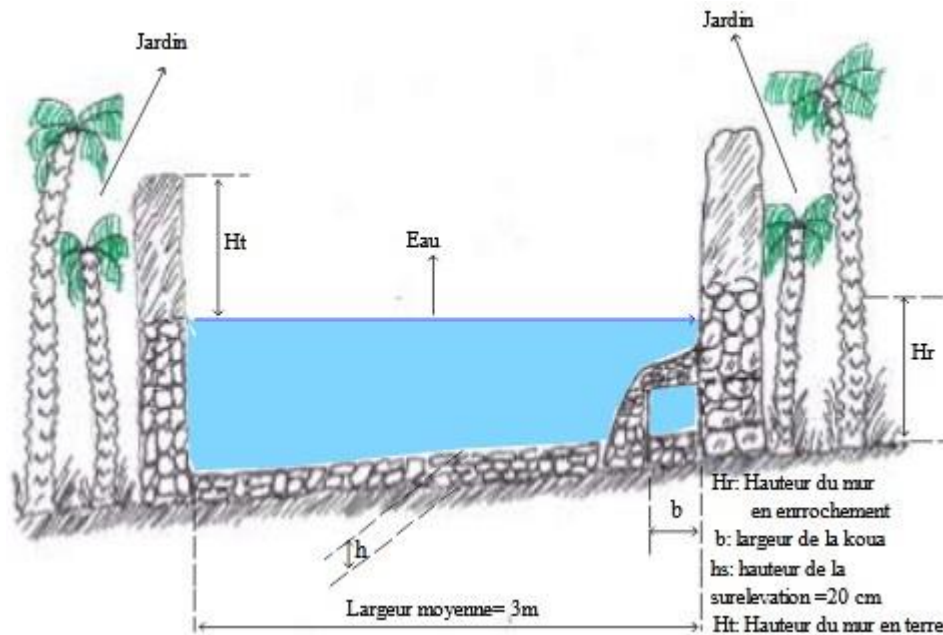 Jardin
Jardin
Ht
Eau
Hr
h
b
Largeur moyenne= 3m
Hr: Hauteur du mur
en enrrochement
b: largeur de la koua
hs: hauteur de la
surelevation =20 cm
Ht: Hauteur du mur en terre